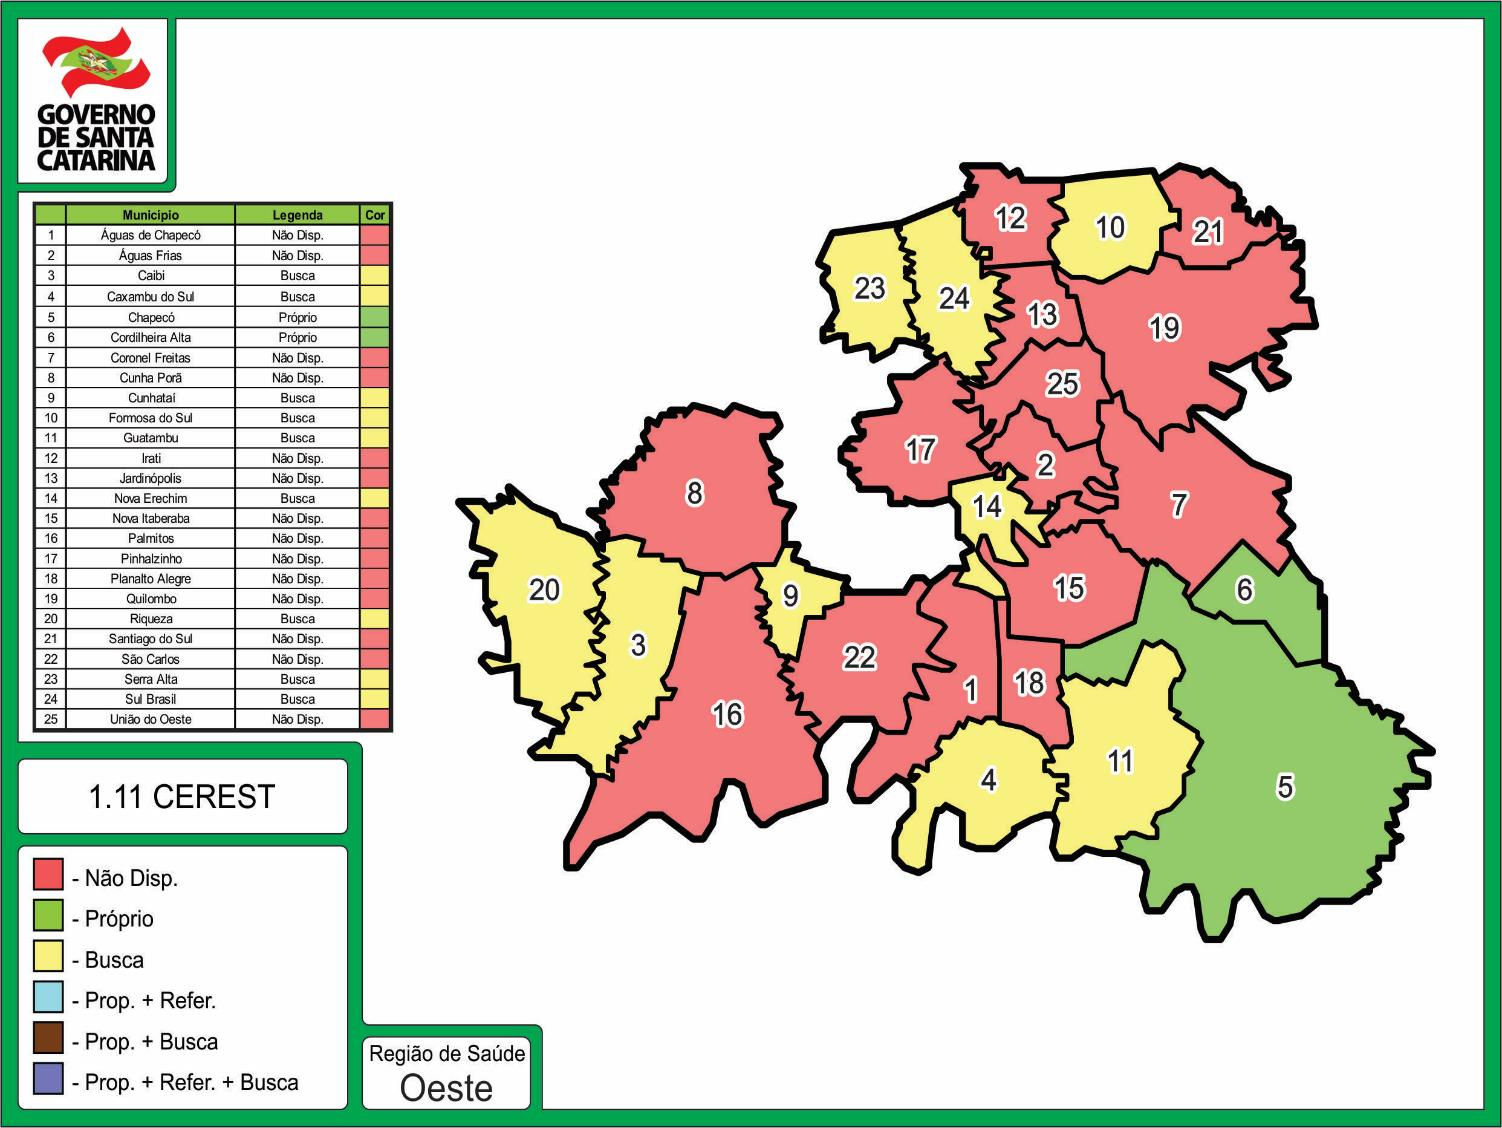 GOVERNO
DE SANTA
CATARINA
Município Legenda Cor
1 Águas de Chapecó Não Disp.
2 Águas Frias Não Disp.
3 Caibi Busca
4 Caxambu do Sul Busca
5 Chapecó Próprio
6 Cordilheira Alta Próprio
7 Coronel Freitas Não Disp.
8 Cunha Porã Não Disp.
9 Cunhataí Busca
10 Formosa do Sul Busca
11 Guatambu Busca
12 Irati Não Disp.
13 Jardinópolis Não Disp.
14 Nova Erechim Busca
15 Nova Itaberaba Não Disp.
16 Palmitos Não Disp.
17 Pinhalzinho Não Disp.
18 Planalto Alegre Não Disp.
19 Quilombo Não Disp.
20 Riqueza Busca
21 Santiago do Sul Não Disp.
22 São Carlos Não Disp.
23 Serra Alta Busca
24 Sul Brasil Busca
25 União do Oeste Não Disp.
1.11 CEREST
- Não Disp.
- Próprio
- Busca
- Prop. + Refer.
- Prop. + Busca
- Prop. + Refer. + Busca
Região de Saúde
Oeste
12
10
21
23
24
13
19
25
17
2
8
14
7
20
9
15
6
3
22
1
18
16
4
11
5